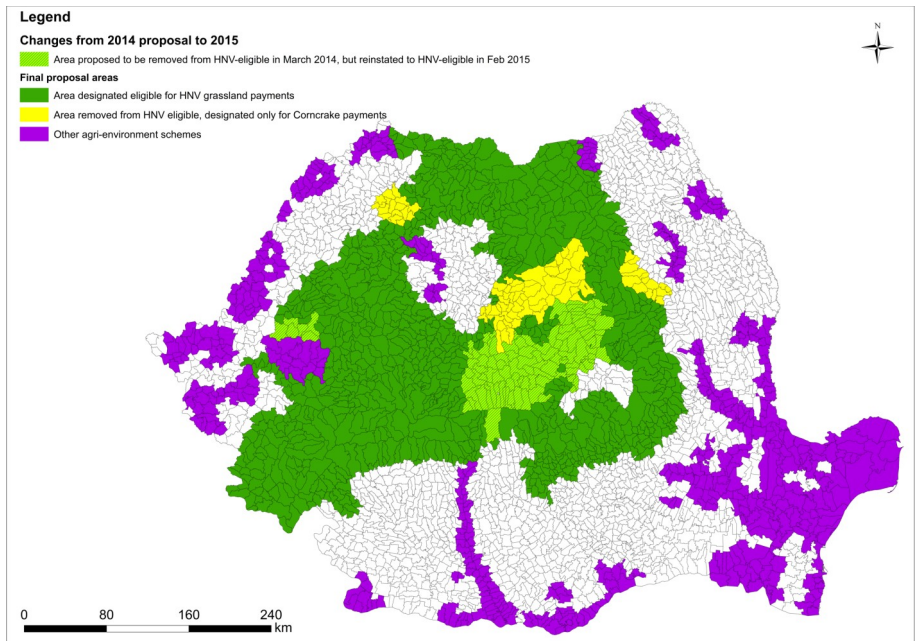 Legend
Changes from 2014 proposal to 2015
Area proposed to be removed from HNV-eligible in March 2014, but reinstated to HNV-eligible in Feb 2015
Final proposal areas
Area designated eligible for HNV grassland payments
Area removed from HNV eligible, designated only for Corncrake payments
Other agri-environment schemes
N
0 80 160 240
km